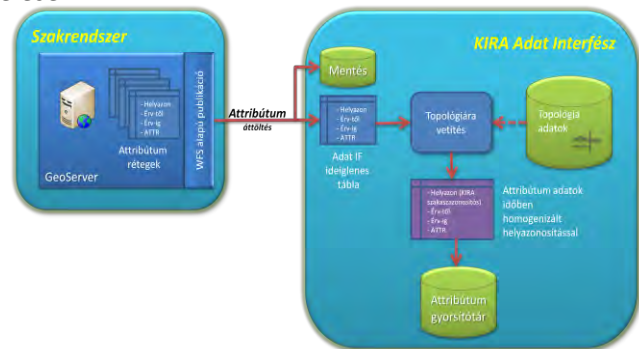 Szakrendszer
- Helyazon
- Érv-től
- Érv-ig
- ATTR
Attribútum
rétegek
GeoServer
WFS alapú publikáció
Attribútum
áttöltés
KIRA Adat Interfész
Mentés
- Helyazon
- Érv-től
- Érv-ig
- ATTR
Adat IF
ideiglenes
tábla
Topológiára
vetítés
Topológia
adatok
- Helyazon (KIRA
szakaszazonosítós)
- Érv-től
- Érv-ig
- ATTR
Attribútum adatok
időben
homogenizált
helyazonosítással
Attribútum
gyorsítótár